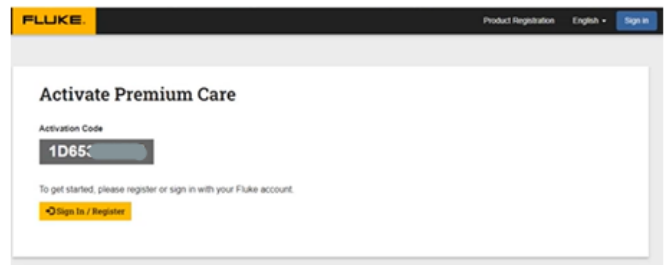 FLUKE.
Product Registration English Sign in
Activate Premium Care
Activation Code
1D65
To get started, please register or sign in with your Fluke account.
Sign In / Register